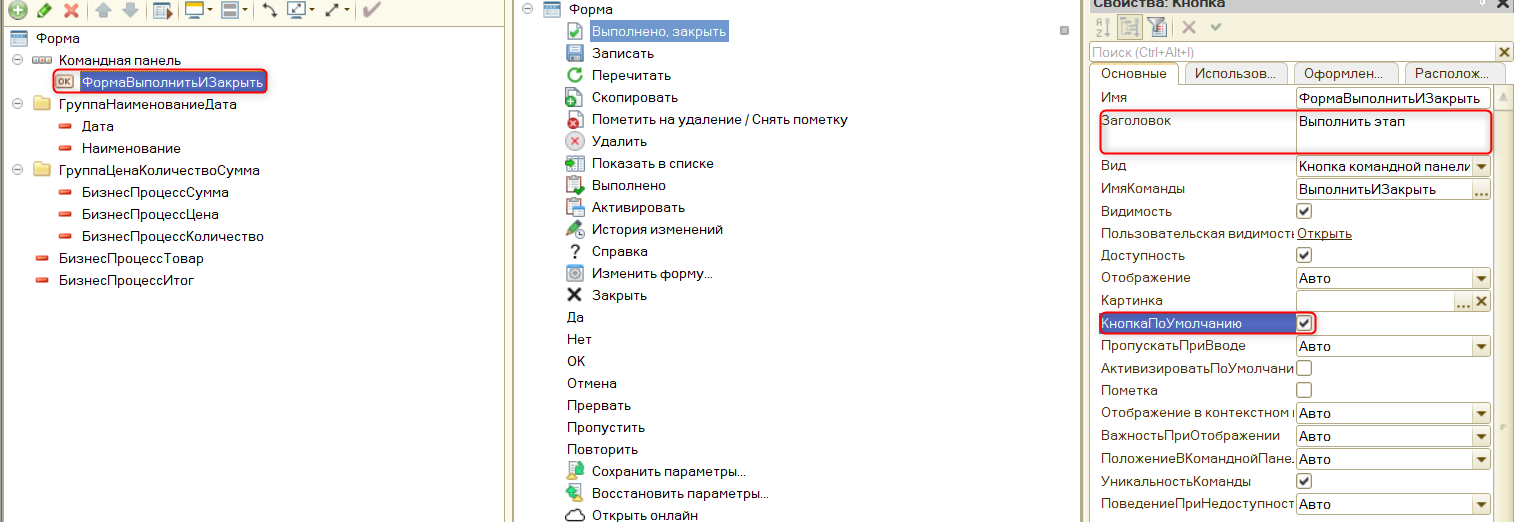 Форма
Командная панель
OK ФормаВыполнитьИЗакрыть
ГруппаНаименованиеДата
Дата
Наименование
ГруппаЦенаКоличествоСумма
БизнесПроцессСумма
БизнесПроцессЦена
БизнесПроцессКоличество
БизнесПроцессТовар
БизнесПроцессИтог
Форма
Выполнено, закрыть
Записать
Перечитать
Скопировать
Пометить на удаление / Снять пометку
Удалить
Показать в списке
Выполнено
Активировать
История изменений
Справка
Изменить форму...
Закрыть
Да
Нет
OK
Отмена
Прервать
Пропустить
Повторить
Сохранить параметры...
Восстановить параметры...
Открыть онлайн
Свойства: Кнопка
Поиск (Ctrl+Alt+I)
Основные Использов... Оформлен... Располож...
Имя ФормаВыполнитьИЗакрыть
Заголовок Выполнить этап
Вид Кнопка командной панели
ИмяКоманды ВыполнитьИЗакрыть ...
Видимость
Пользовательская видимость Открыть
Доступность
Отображение Авто
Картинка ...
КнопкаПоУмолчанию
ПропускатьПриВводе Авто
АктивизироватьПоУмолчани
Пометка
Отображение в контекстном Авто
ВажностьПриОтображении Авто
ПоложениеВКоманднойПане. Авто
УникальностьКоманды
ПоведениеПриНедоступност Авто